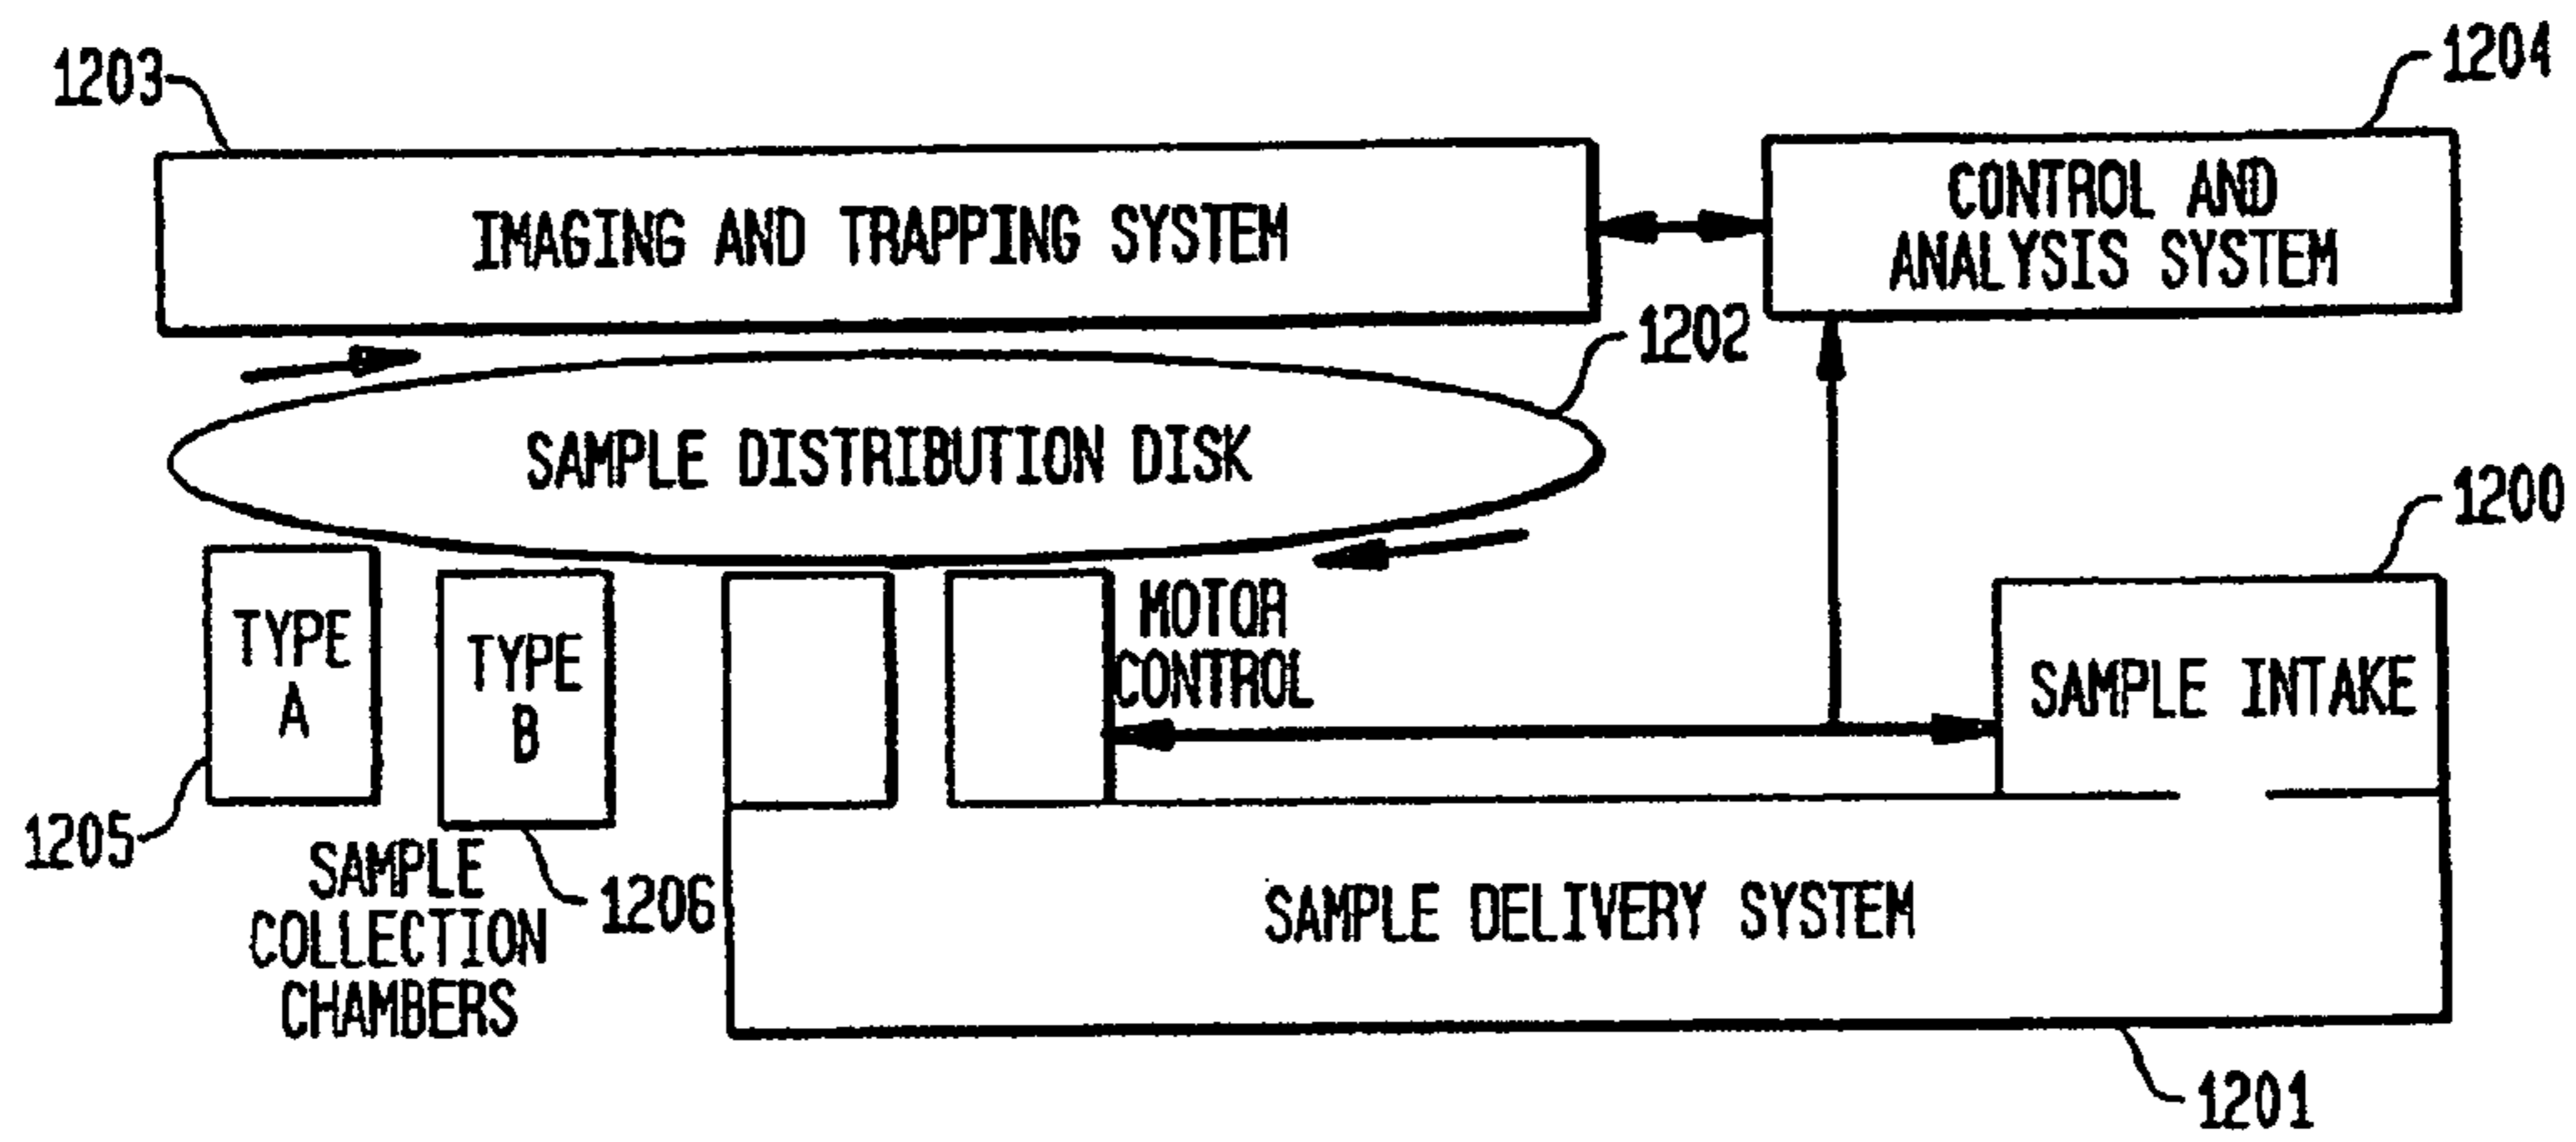 1203
1204
IMAGING AND TRAPPING SYSTEM
CONTROL AND
ANALYSIS SYSTEM
1202
SAMPLE DISTRIBUTION DISK
1200
TYPE
A
TYPE
B
MOTOR
CONTROL
SAMPLE INTAKE
1205
1206
SAMPLE
COLLECTION
CHAMBERS
SAMPLE DELIVERY SYSTEM
1201